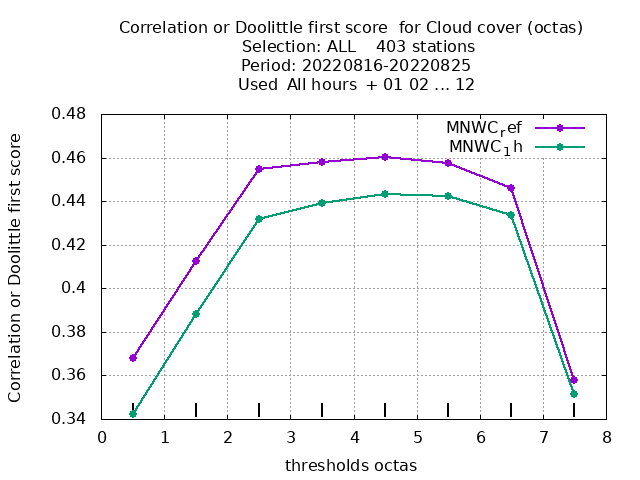 Correlation or Doolittle first score  for Cloud cover (octas)
Selection: ALL    403 stations
Period: 20220816-20220825
Used  All hours  + 01 02 ... 12
0.48
0.46
0.44
0.42
0.4
0.38
0.36
0.34
Correlation or Doolittle first score
MNWCref
MNWC1h
0 1 2 3 4 5 6 7 8
thresholds octas